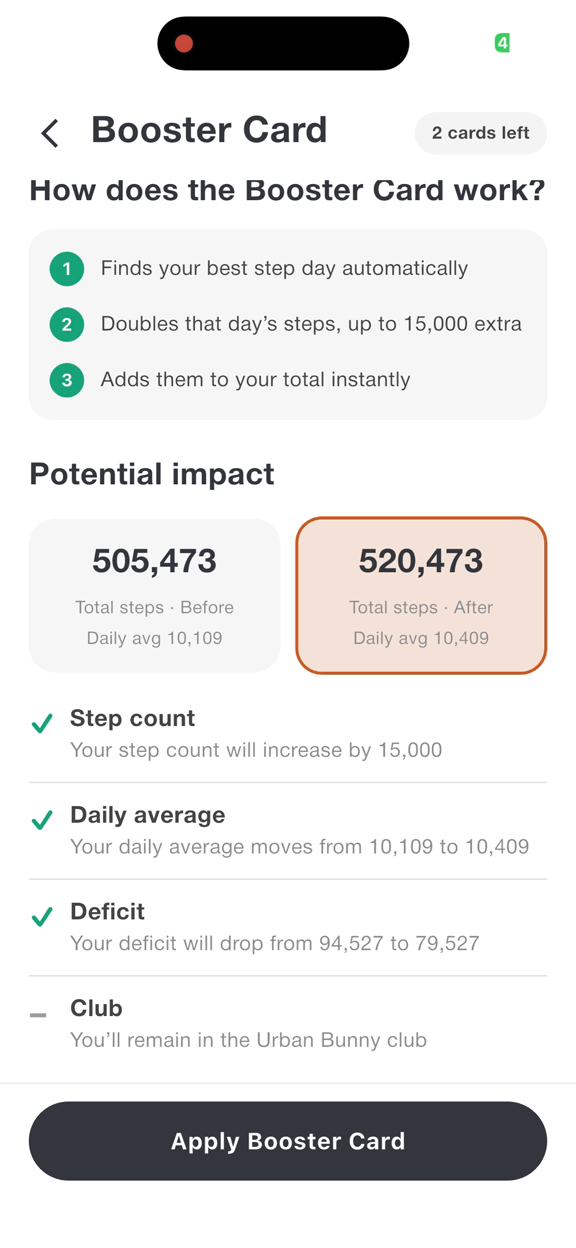 4
Booster Card
2 cards left
How does the Booster Card work?
1 Finds your best step day automatically
2 Doubles that day’s steps, up to 15,000 extra
3 Adds them to your total instantly
Potential impact
505,473
Total steps · Before
Daily avg 10,109
520,473
Total steps · After
Daily avg 10,409
Step count
Your step count will increase by 15,000
Daily average
Your daily average moves from 10,109 to 10,409
Deficit
Your deficit will drop from 94,527 to 79,527
Club
You’ll remain in the Urban Bunny club
Apply Booster Card